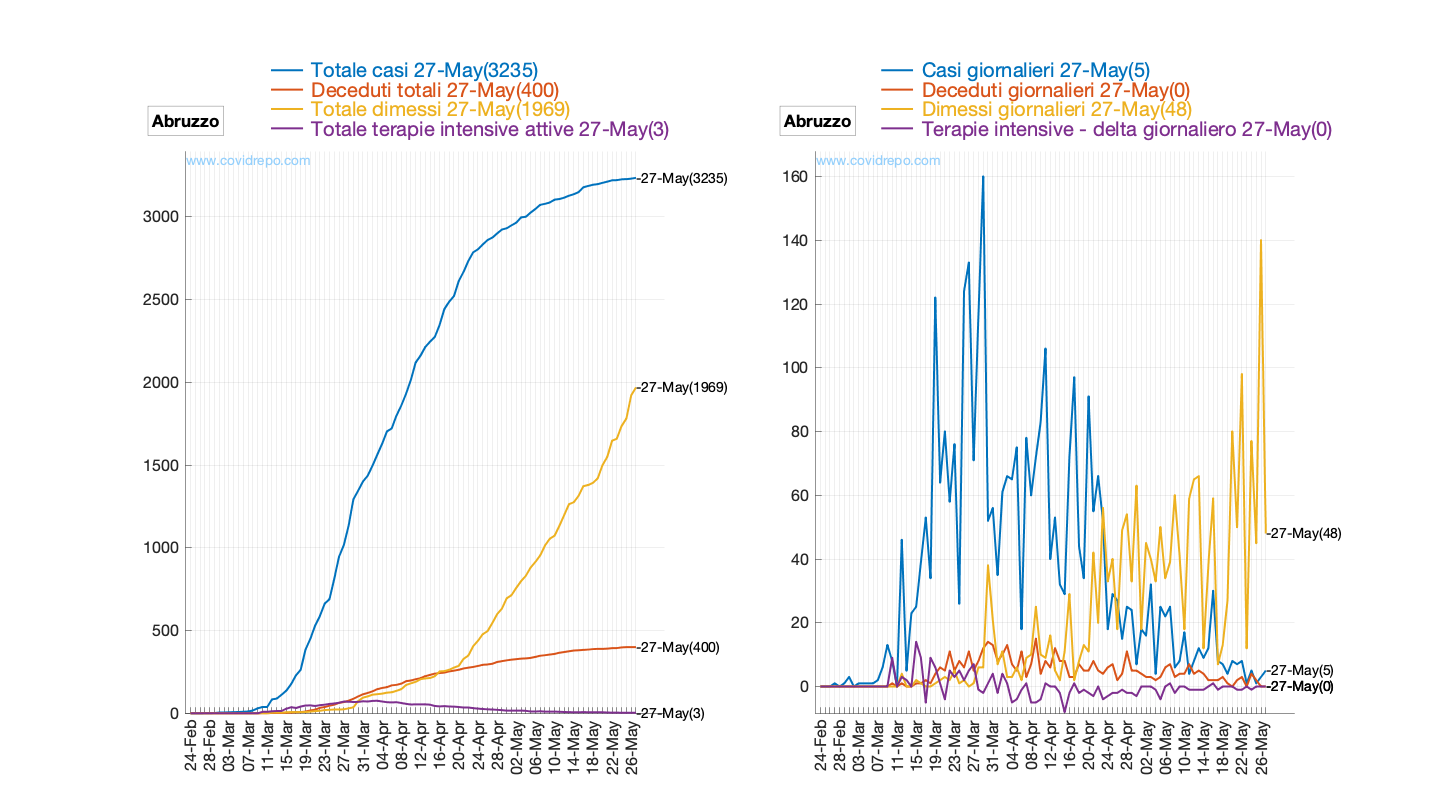 Totale casi 27-May(3235)
Deceduti totali 27-May(400)
Totale dimessi 27-May(1969)
Totale terapie intensive attive 27-May(3)
Abruzzo
www.covidrepo.com
3000
2500
2000
1500
1000
500
0
-27-May(3235)
-27-May(1969)
-27-May(400)
-27-May(3)
24-Feb
28-Feb
03-Mar
07-Mar
11-Mar
15-Mar
19-Mar
23-Mar
27-Mar
31-Mar
04-Apr
08-Apr
12-Apr
16-Apr
20-Apr
24-Apr
28-Apr
02-May
06-May
10-May
14-May
18-May
22-May
26-May
Casi giornalieri 27-May(5)
Deceduti giornalieri 27-May(0)
Dimessi giornalieri 27-May(48)
Terapie intensive - delta giornaliero 27-May(0)
Abruzzo
www.covidrepo.com
160
140
120
100
80
60
40
20
0
-27-May(48)
-27-May(5)
-27-May(0)
24-Feb
28-Feb
03-Mar
07-Mar
11-Mar
15-Mar
19-Mar
23-Mar
27-Mar
31-Mar
04-Apr
08-Apr
12-Apr
16-Apr
20-Apr
24-Apr
28-Apr
02-May
06-May
10-May
14-May
18-May
22-May
26-May